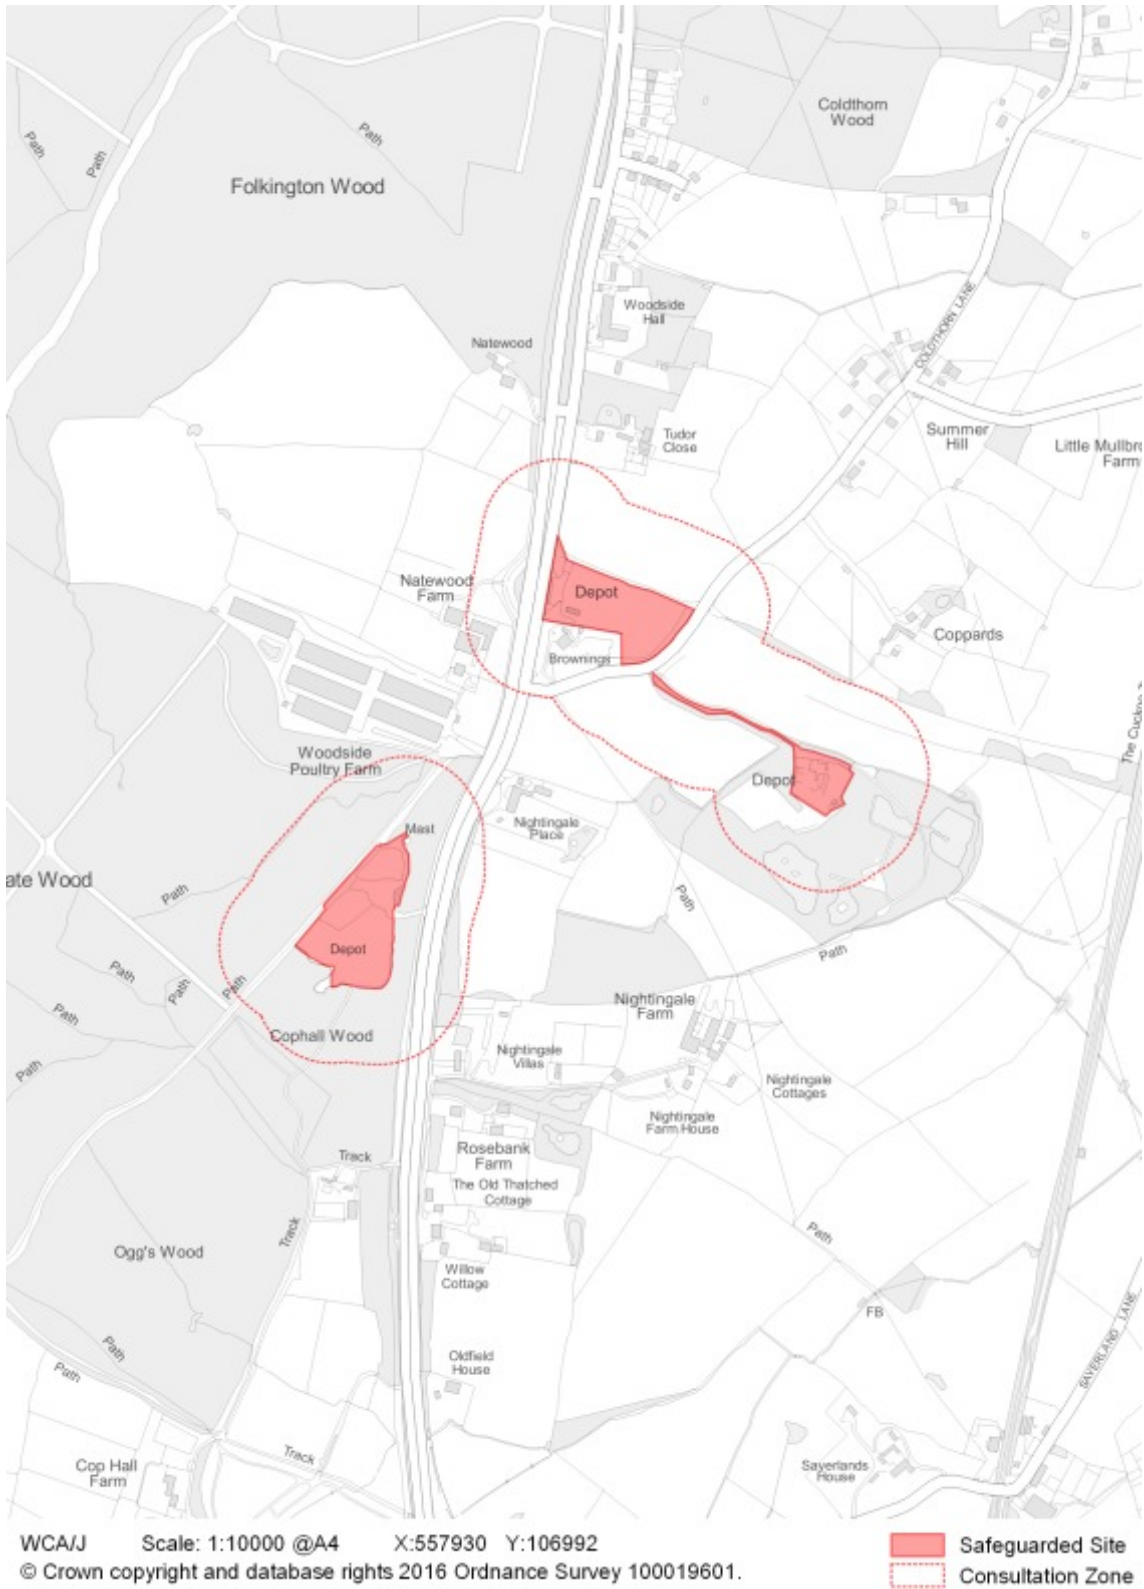 Coldthorn
Wood
Path
Path
Path
Folkington Wood
COLDTHORN LANE
Woodside
Hall
Natewood
Tudor
Close
Summer
Hill
Little Mullbro
Farm
Natewood
Farm
Depot
Coppards
Brownings
The Cuckoo T
Woodside
Poultry Farm
Depot
Mast
Nightingale
Place
ate Wood
Path
Path
Depot
Path
Path
Path
Path
Path
Path
Nightingale
Farm
Cophall Wood
Nightingale
Villas
Nightingale
Cottages
Nightingale
Farm House
Rosebank
Farm
Track
The Old Thatched
Cottage
Track
Path
Ogg's Wood
Willow
Cottage
FB
SAYERLAND LANE
Path
Path
Oldfield
House
Track
Cop Hall
Farm
Sayerlands
House
WCA/J Scale: 1:10000 @A4 X:557930 Y:106992
Safeguarded Site
© Crown copyright and database rights 2016 Ordnance Survey 100019601.
Consultation Zone